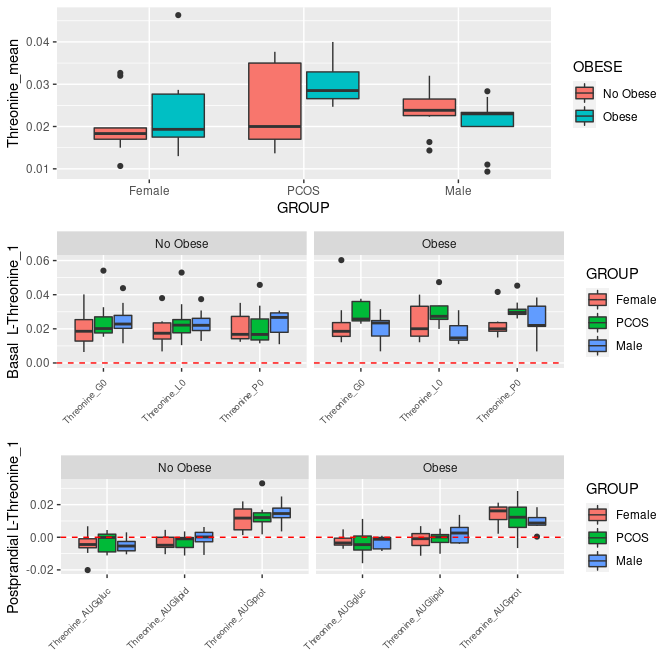 Threonine_mean
0.04
0.03
0.02
0.01
Female
PCOS
Male
GROUP
OBESE
No Obese
Obese
Basal L-Threonine_1
No Obese
Obese
0.06
0.04
0.02
0.00
Threonine_G0
Threonine_L0
Threonine_P0
Threonine_G0
Threonine_L0
Threonine_P0
GROUP
Female
PCOS
Male
Postprandial L-Threonine_1
No Obese
Obese
0.02
0.00
-0.02
Threonine_AUGgluc
Threonine_AUGlipid
Threonine_AUGprot
Threonine_AUGgluc
Threonine_AUGlipid
Threonine_AUGprot
GROUP
Female
PCOS
Male